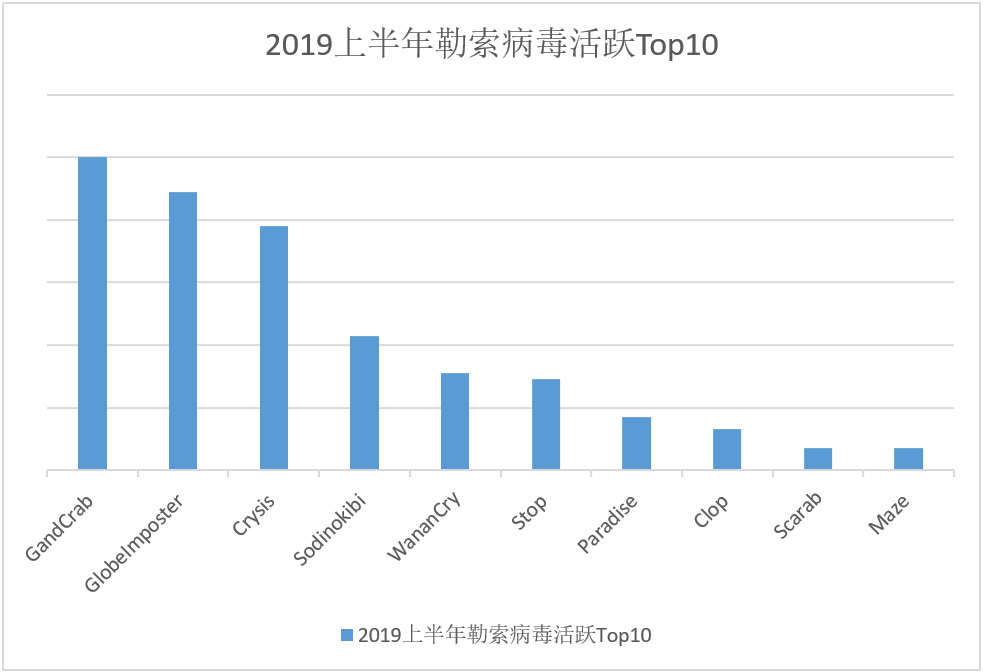 2019上半年勒索病毒活跃Top10
GandCrab
GlobeImposter
Crysis
Sodinokibi
WananCry
Stop
Paradise
Clop
Scarab
Maze
2019上半年勒索病毒活跃Top10